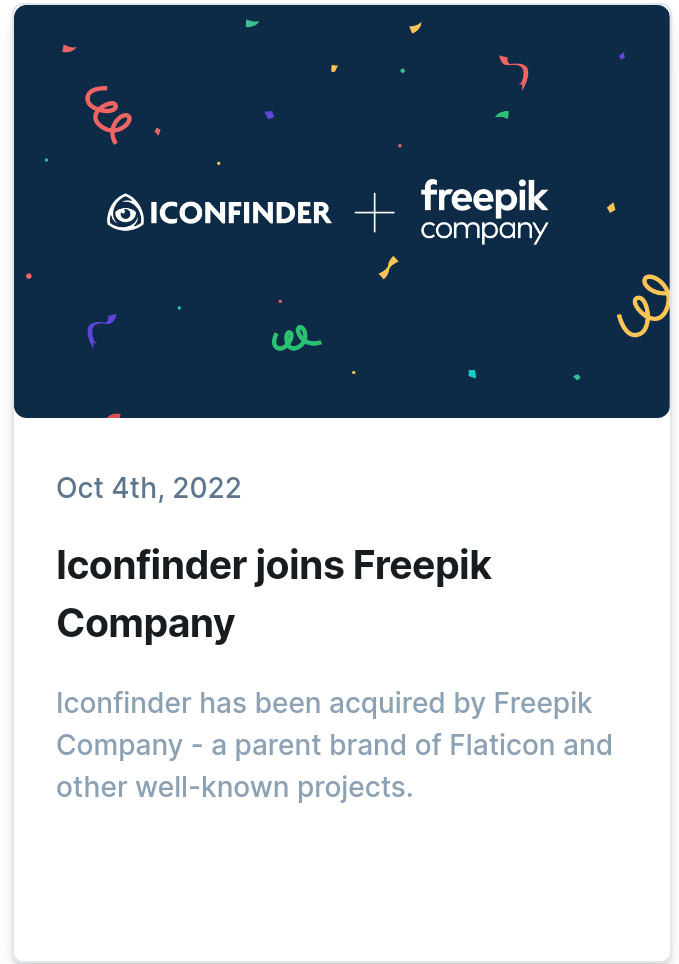 ICONFINDER + freepik company
Oct 4th, 2022
Iconfinder joins Freepik
Company
Iconfinder has been acquired by Freepik
Company - a parent brand of Flaticon and
other well-known projects.